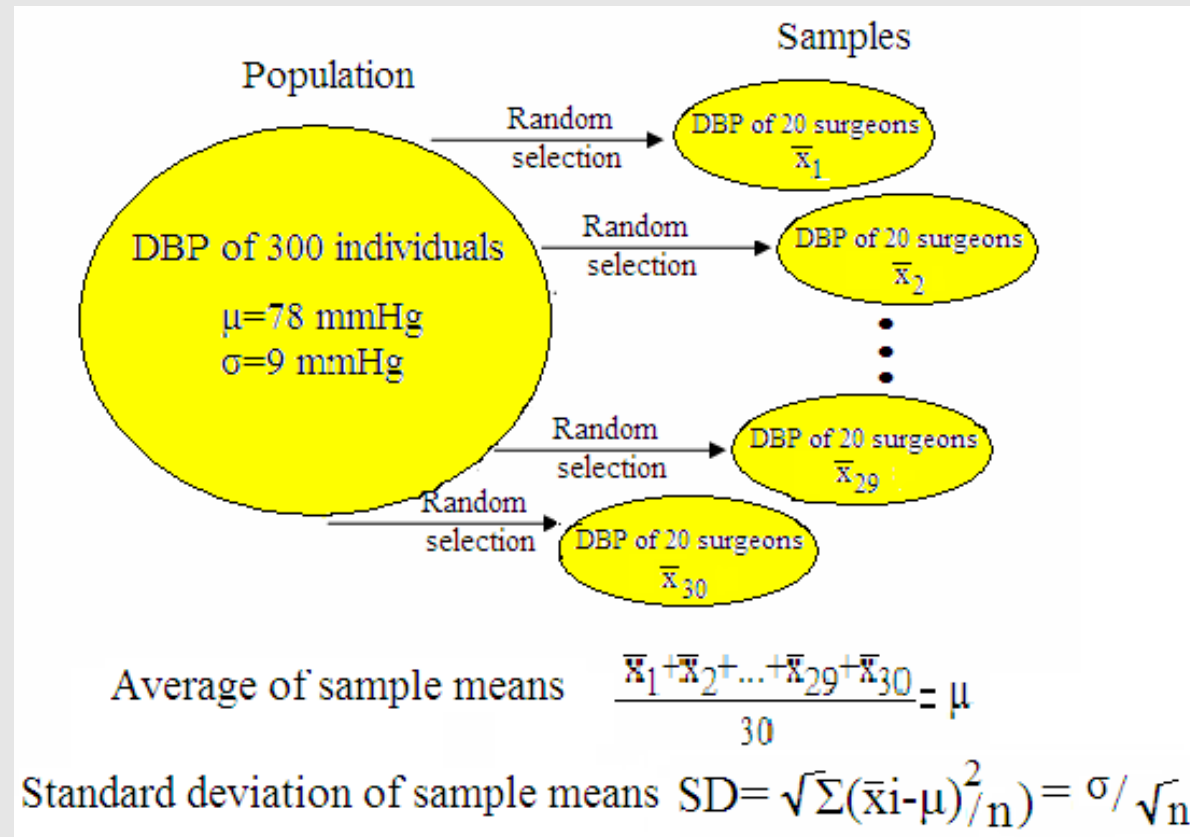 Samples
Population
Random
selection
DBP of 20 surgeons
x̅₁
Random
selection
DBP of 20 surgeons
x̅₂
DBP of 300 individuals
μ=78 mmHg
σ=9 mmHg
Random
selection
DBP of 20 surgeons
x̅₂₉
Random
selection
DBP of 20 surgeons
x̅₃₀
Average of sample means x̅₁+x̅₂+...+x̅₂₉+x̅₃₀ = μ
30
Standard deviation of sample means SD= √Σ(x̅i-μ)²/n) = σ/√n